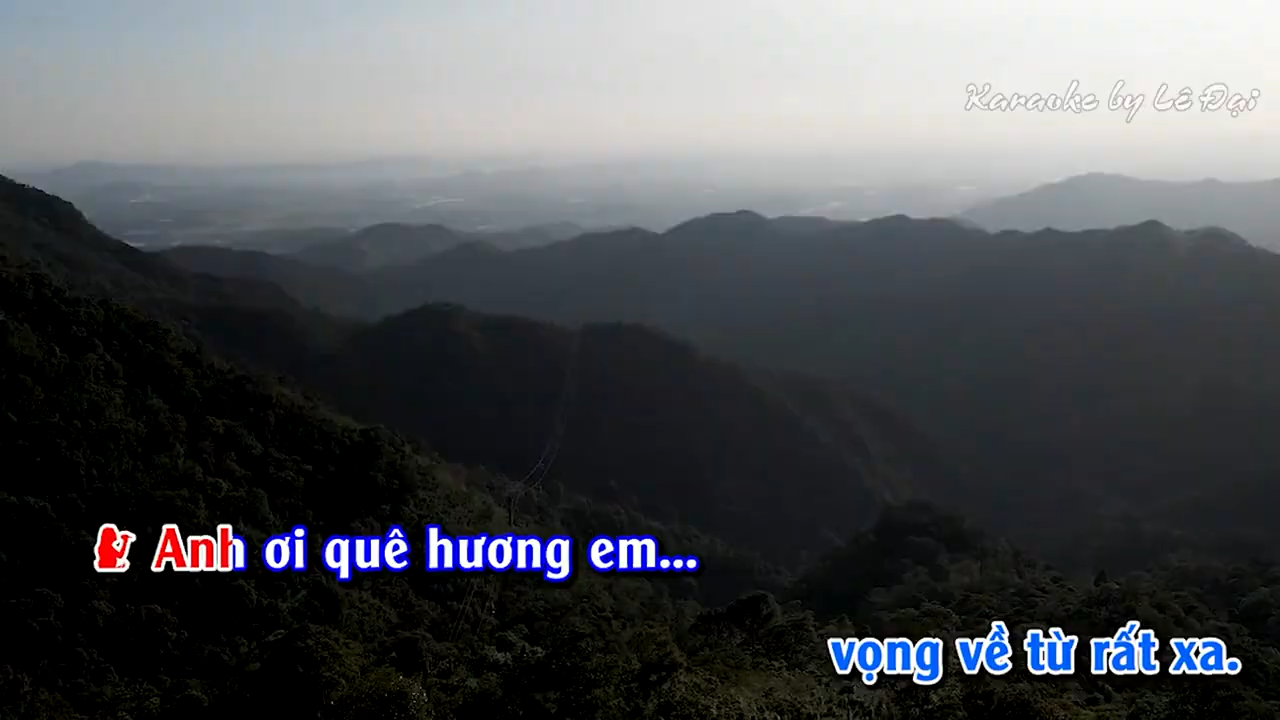 Karaoke by Lê Đại
Anh ơi quê hương em...
vọng về từ rất xa.